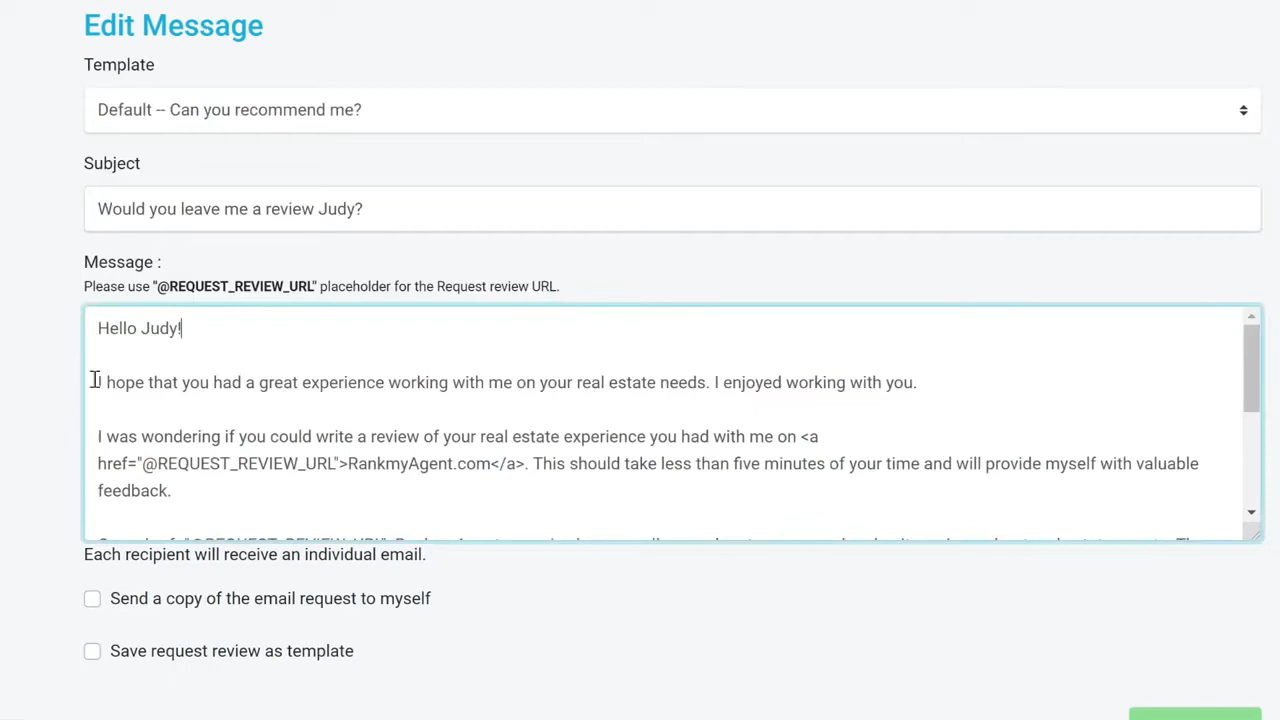 Edit Message
Template
Default -- Can you recommend me?
Subject
Would you leave me a review Judy?
Message :
Please use "@REQUEST_REVIEW_URL" placeholder for the Request review URL.
Hello Judy!
I hope that you had a great experience working with me on your real estate needs. I enjoyed working with you.
I was wondering if you could write a review of your real estate experience you had with me on <a
href="@REQUEST_REVIEW_URL">RankmyAgent.com</a>. This should take less than five minutes of your time and will provide myself with valuable
feedback.
Each recipient will receive an individual email.
Send a copy of the email request to myself
Save request review as template